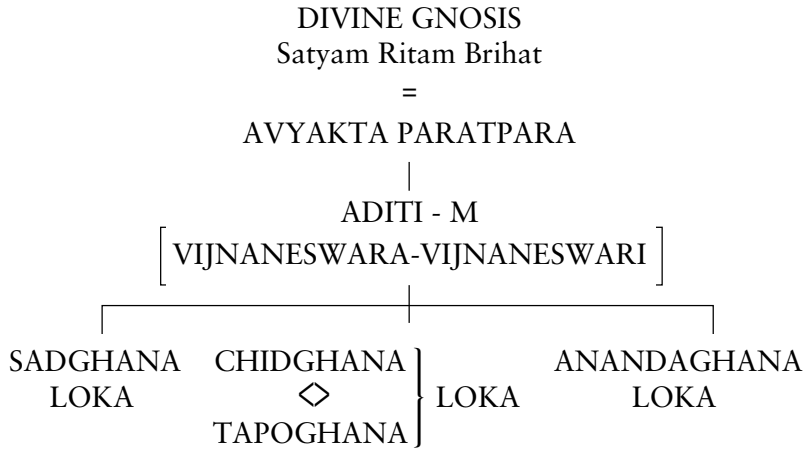 DIVINE GNOSIS
Satyam Ritam Brihat
=
AVYAKTA PARATPARA
ADITI - M
[VIJNANESWARA-VIJNANESWARI]
SADGHANA CHIDGHANA ANANDAGHANA
LOKA <> LOKA LOKA
TAPOGHANA